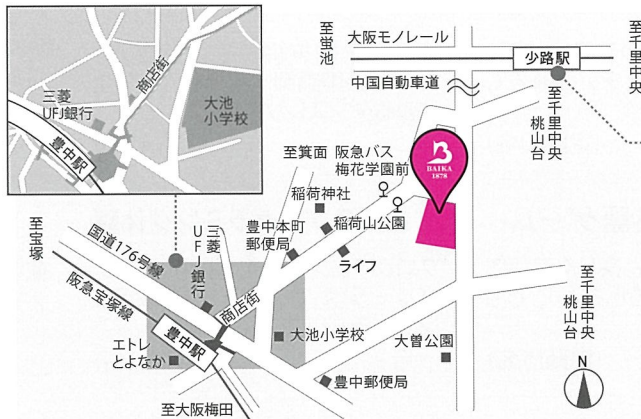 三菱
UFJ銀行
商店街
大池
小学校
豊中駅
至蛍池
大阪モノレール
少路駅
至千里中央
中国自動車道
至千里中央
桃山台
至箕面
阪急バス
梅花学園前
BAIKA
1878
稲荷神社
稲荷山公園
豊中本町
郵便局
ライフ
至宝塚
国道176号線
三菱
UFJ銀行
商店街
阪急宝塚線
豊中駅
エトレ
とよなか
大池小学校
大曽公園
豊中郵便局
至大阪梅田
至千里中央
桃山台
N